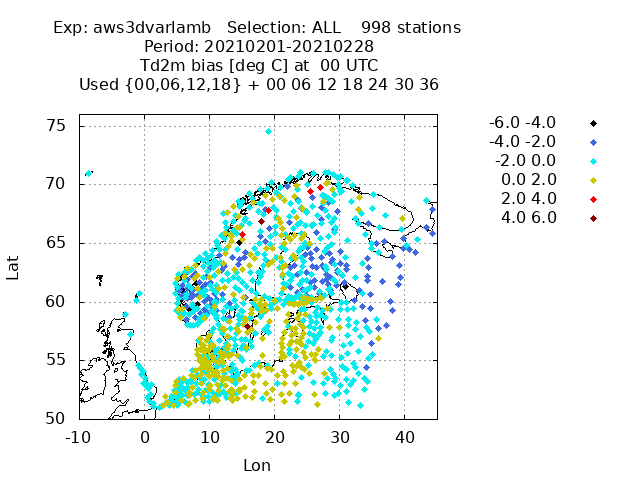 Exp: aws3dvarlamb Selection: ALL 998 stations
Period: 20210201-20210228
Td2m bias [deg C] at 00 UTC
Used {00,06,12,18} + 00 06 12 18 24 30 36
75
70
65
60
55
50
Lat
-10 0 10 20 30 40
Lon
-6.0 -4.0
-4.0 -2.0
-2.0 0.0
0.0 2.0
2.0 4.0
4.0 6.0